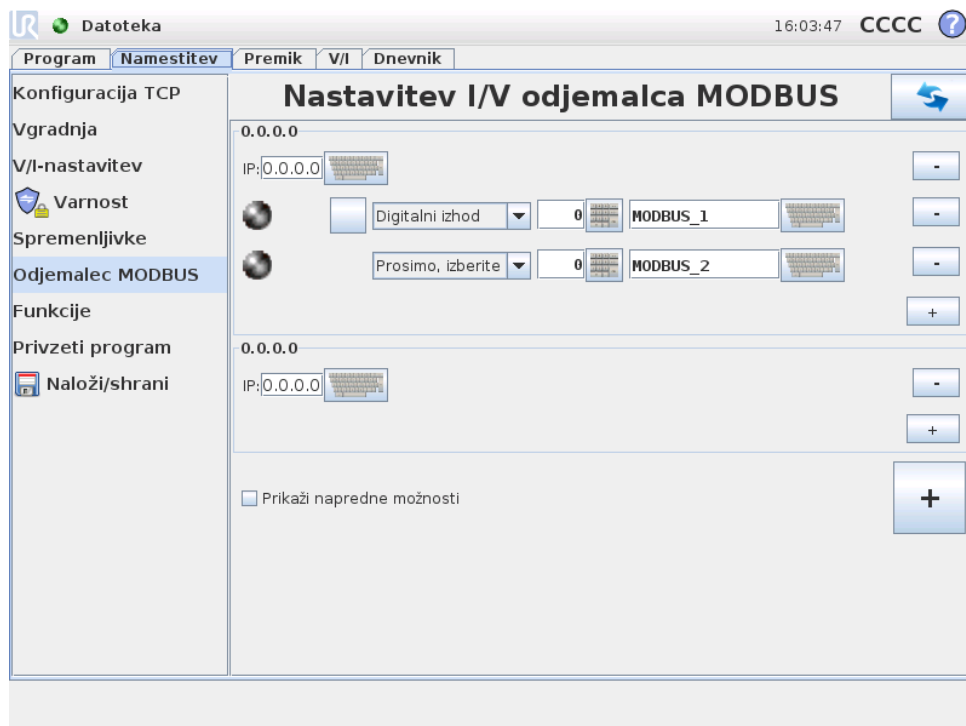 UR Datoteka 16:03:47 CCCC ?
Program Namestitev Premik V/I Dnevnik
Konfiguracija TCP
Vgradnja
V/I-nastavitev
Varnost
Spremenljivke
Odjemalec MODBUS
Funkcije
Privzeti program
Naloži/shrani
Nastavitev I/V odjemalca MODBUS
0.0.0.0
IP: 0.0.0.0 -
Digitalni izhod 0 MODBUS_1 -
Prosimo, izberite 0 MODBUS_2 -
+
0.0.0.0
IP: 0.0.0.0 -
+
Prikaži napredne možnosti +